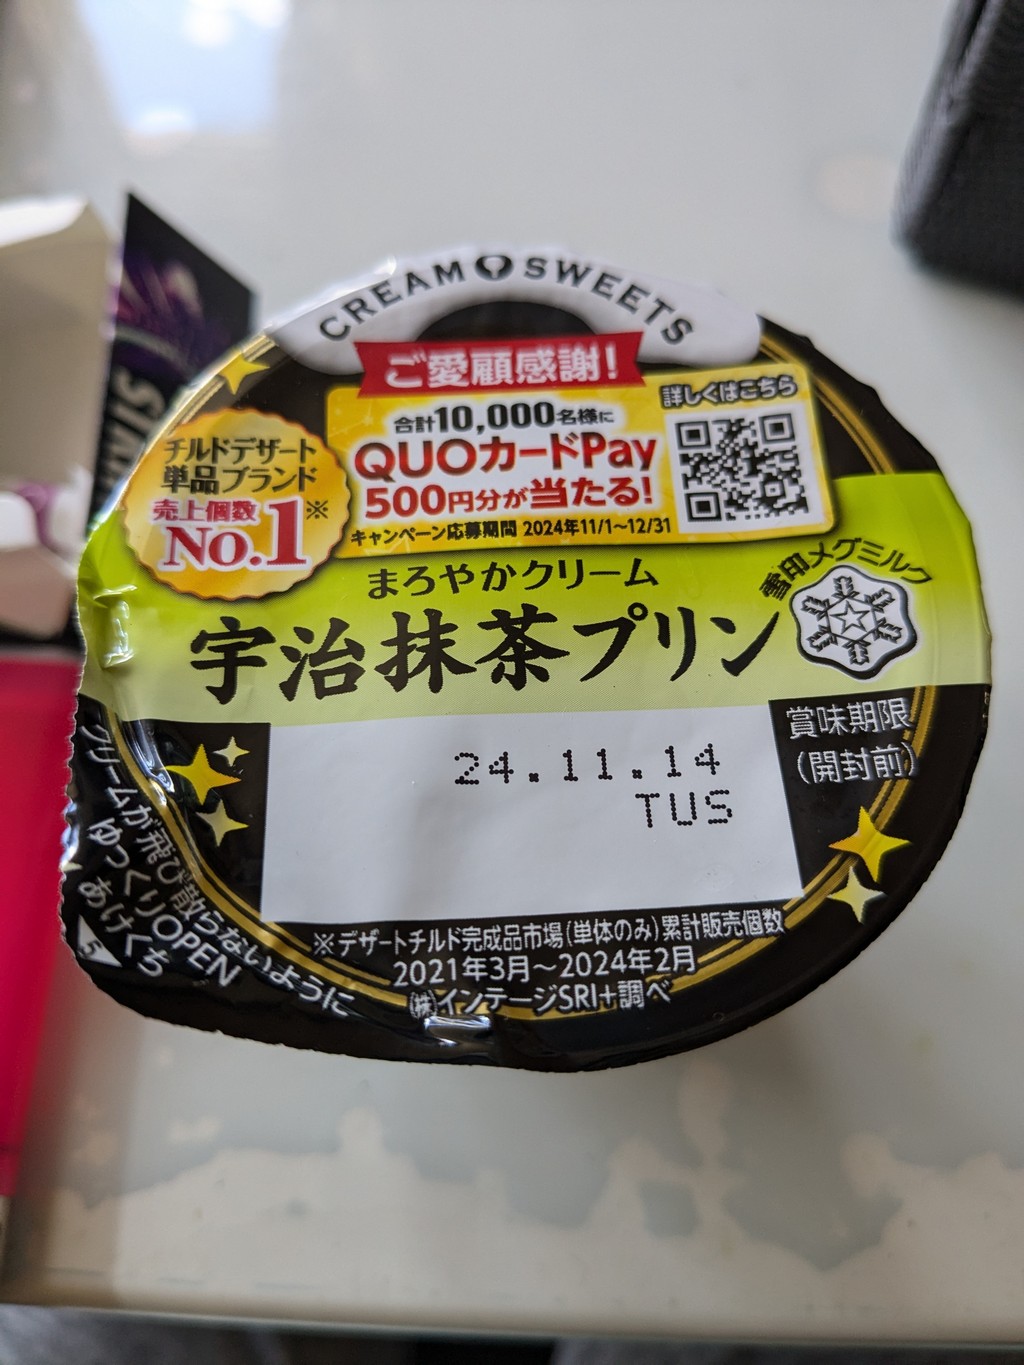 CREAM SWEETS
ご愛顧感謝!
合計10,000名様に
QUOカードPay
500円分が当たる!
キャンペーン応募期間 2024年11/1~12/31
詳しくはこちら
チルドデザート
単品ブランド
売上個数
No.1※
まろやかクリーム
宇治抹茶プリン
雪印メグミルク
賞味期限
(開封前)
24.11.14
TUS
※デザートチルド完成品市場(単体のみ)累計販売個数
2021年3月~2024年2月
(株)インテージSRI+調べ
クリームが飛び散らないように
ゆっくりOPEN
あけくち
5